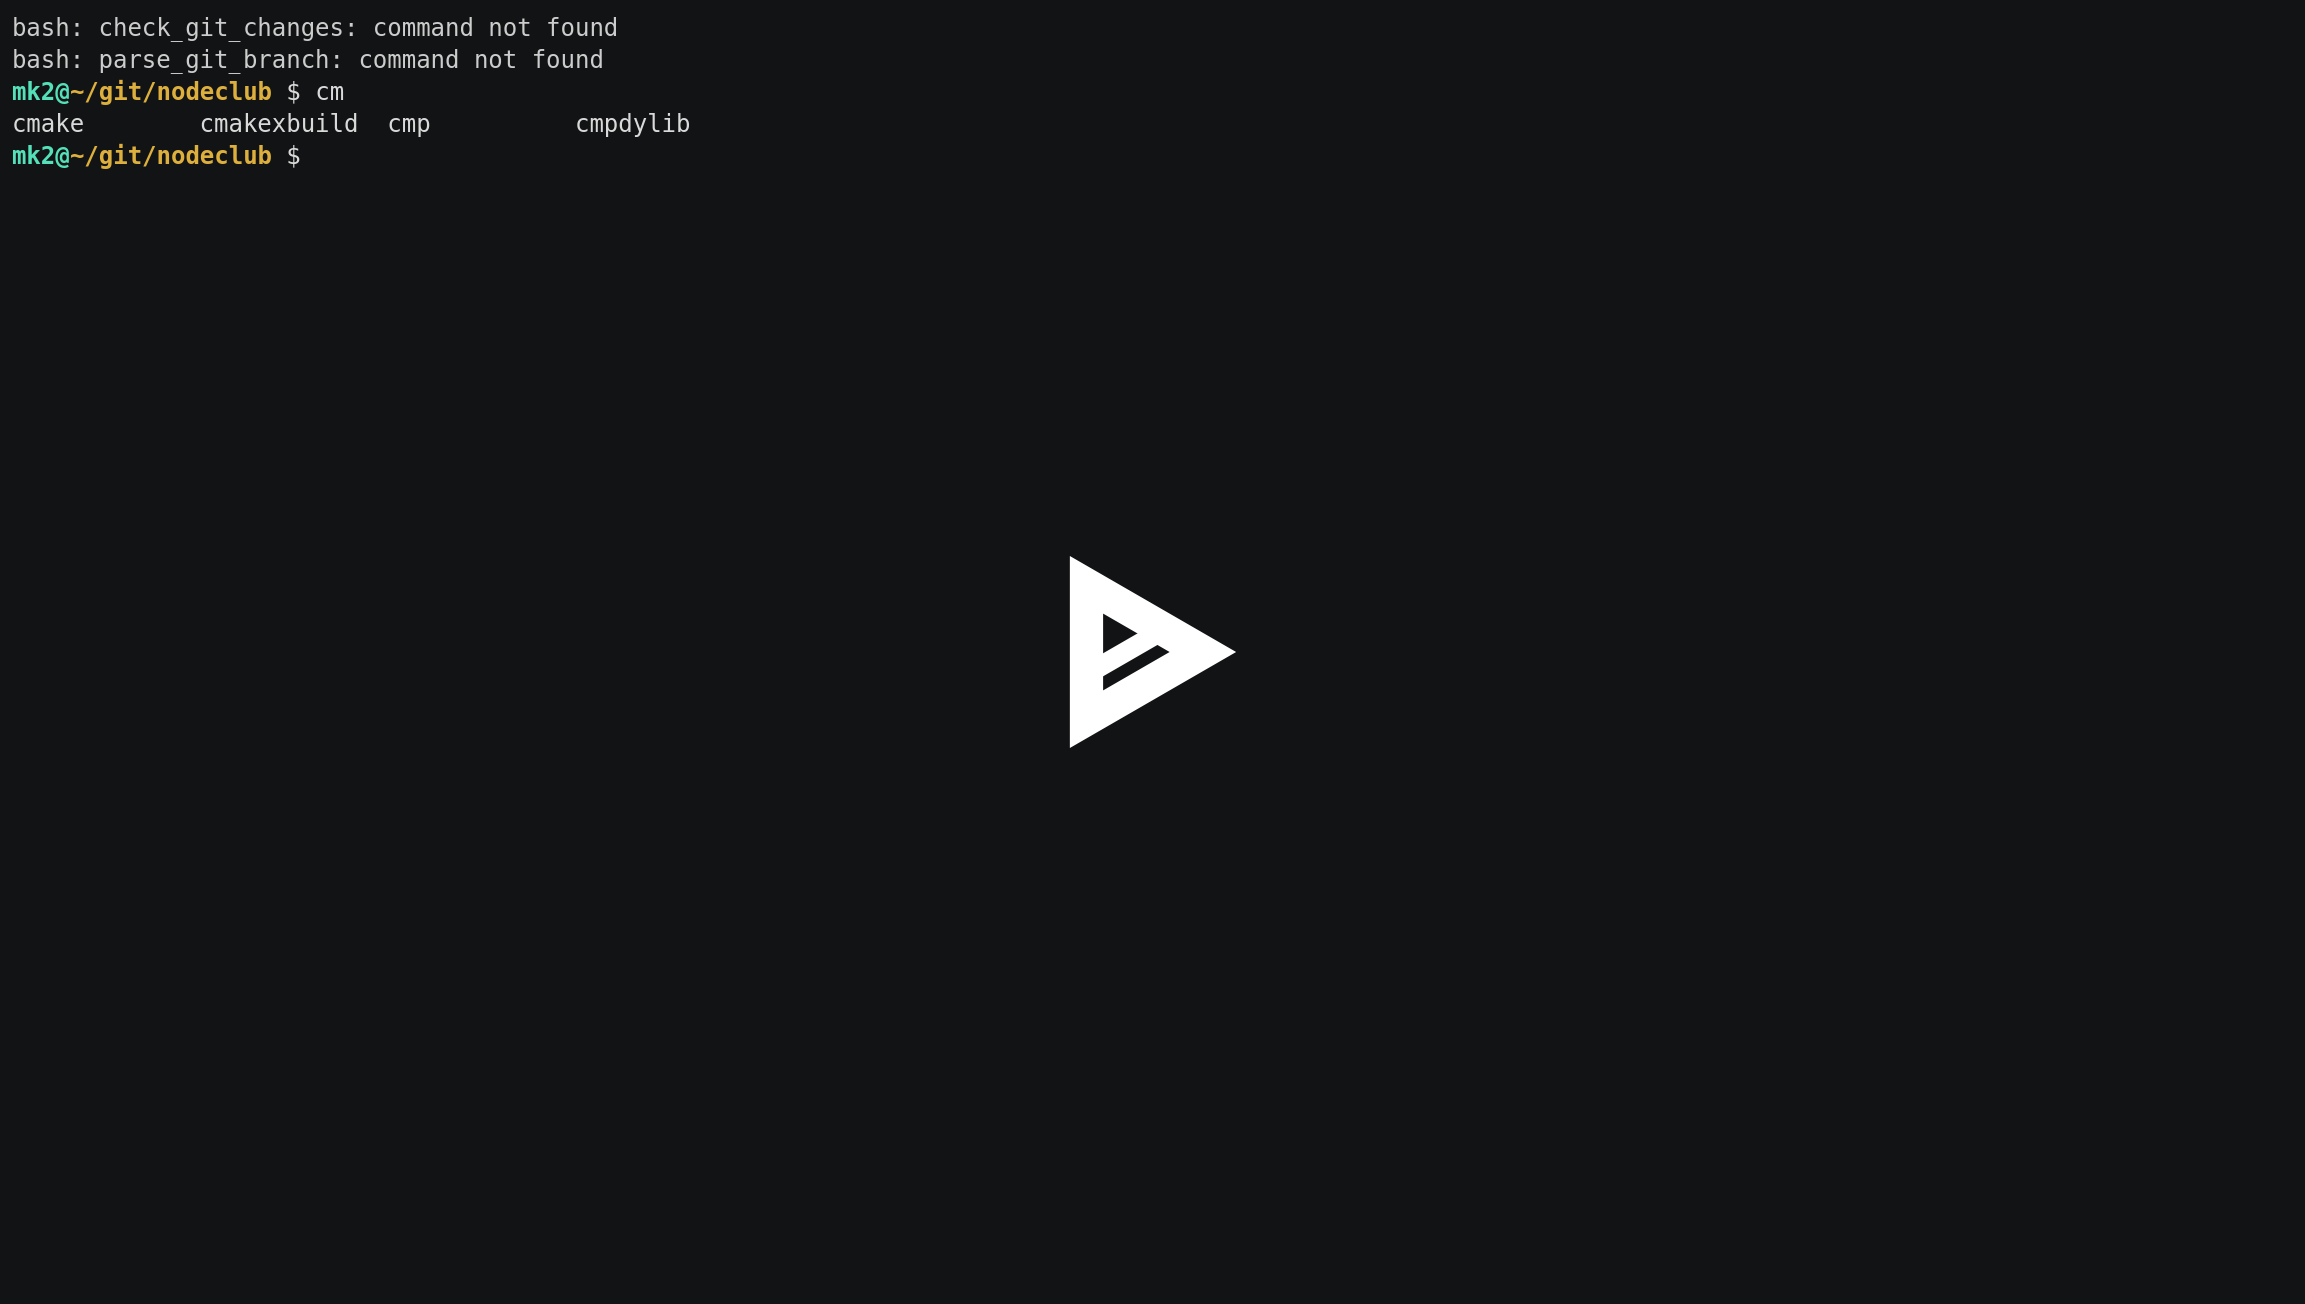 bash: check_git_changes: command not found
bash: parse_git_branch: command not found
mk2@~/git/nodeclub $ cm
cmake        cmakexbuild  cmp          cmpdylib
mk2@~/git/nodeclub $